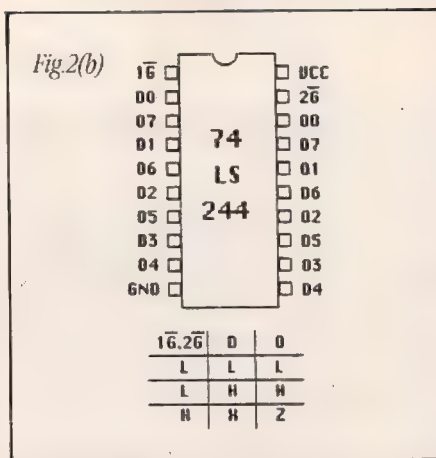 Fig.2(b)
1G̅ VCC
D0 2G̅
O7 O0
D1 D7
O6 O1
D2 D6
O5 O2
D3 D5
O4 O3
GND D4
74
LS
244
1G̅.2G̅ D O
L L L
L H H
H X Z